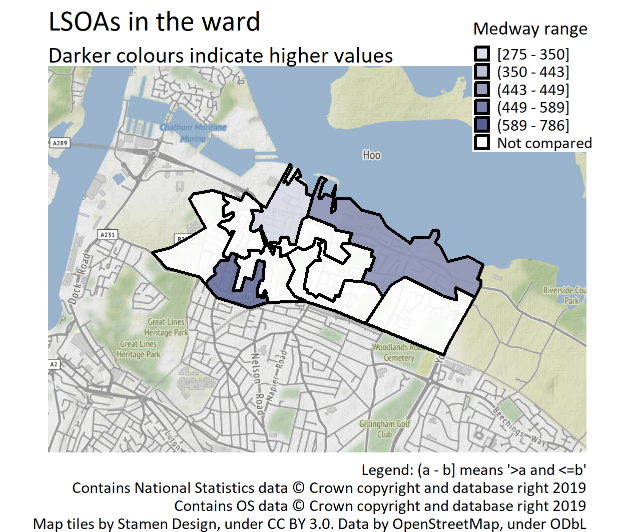 LSOAs in the ward
Darker colours indicate higher values
Medway range
[275 - 350]
(350 - 443]
(443 - 449]
(449 - 589]
(589 - 786]
Not compared
Chatham Maritime
Marina
A289
Hoo
A231
Dock Road
Riverside Cou
Park
Great Lines
Heritage Park
Great Lines
Heritage Park
Woodlands Ro
Cemetery
A2
Nelson Road
Napier Road
Gillingham Golf
Club
Beechings Way
Legend: (a - b] means '>a and <=b'
Contains National Statistics data © Crown copyright and database right 2019
Contains OS data © Crown copyright and database right 2019
Map tiles by Stamen Design, under CC BY 3.0. Data by OpenStreetMap, under ODbL